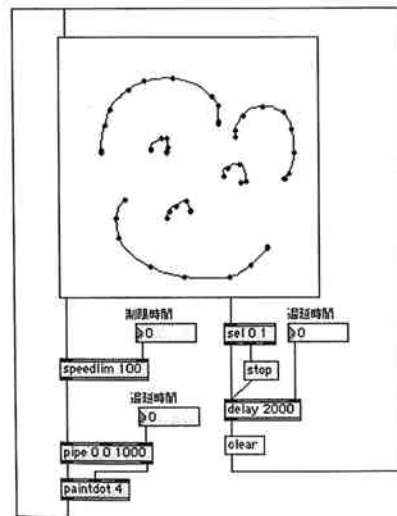 制限時間
0
遅延時間
0
sel 0 1
speedlim 100
stop
遅延時間
0
delay 2000
pipe 0 0 1000
clear
paintdot 4